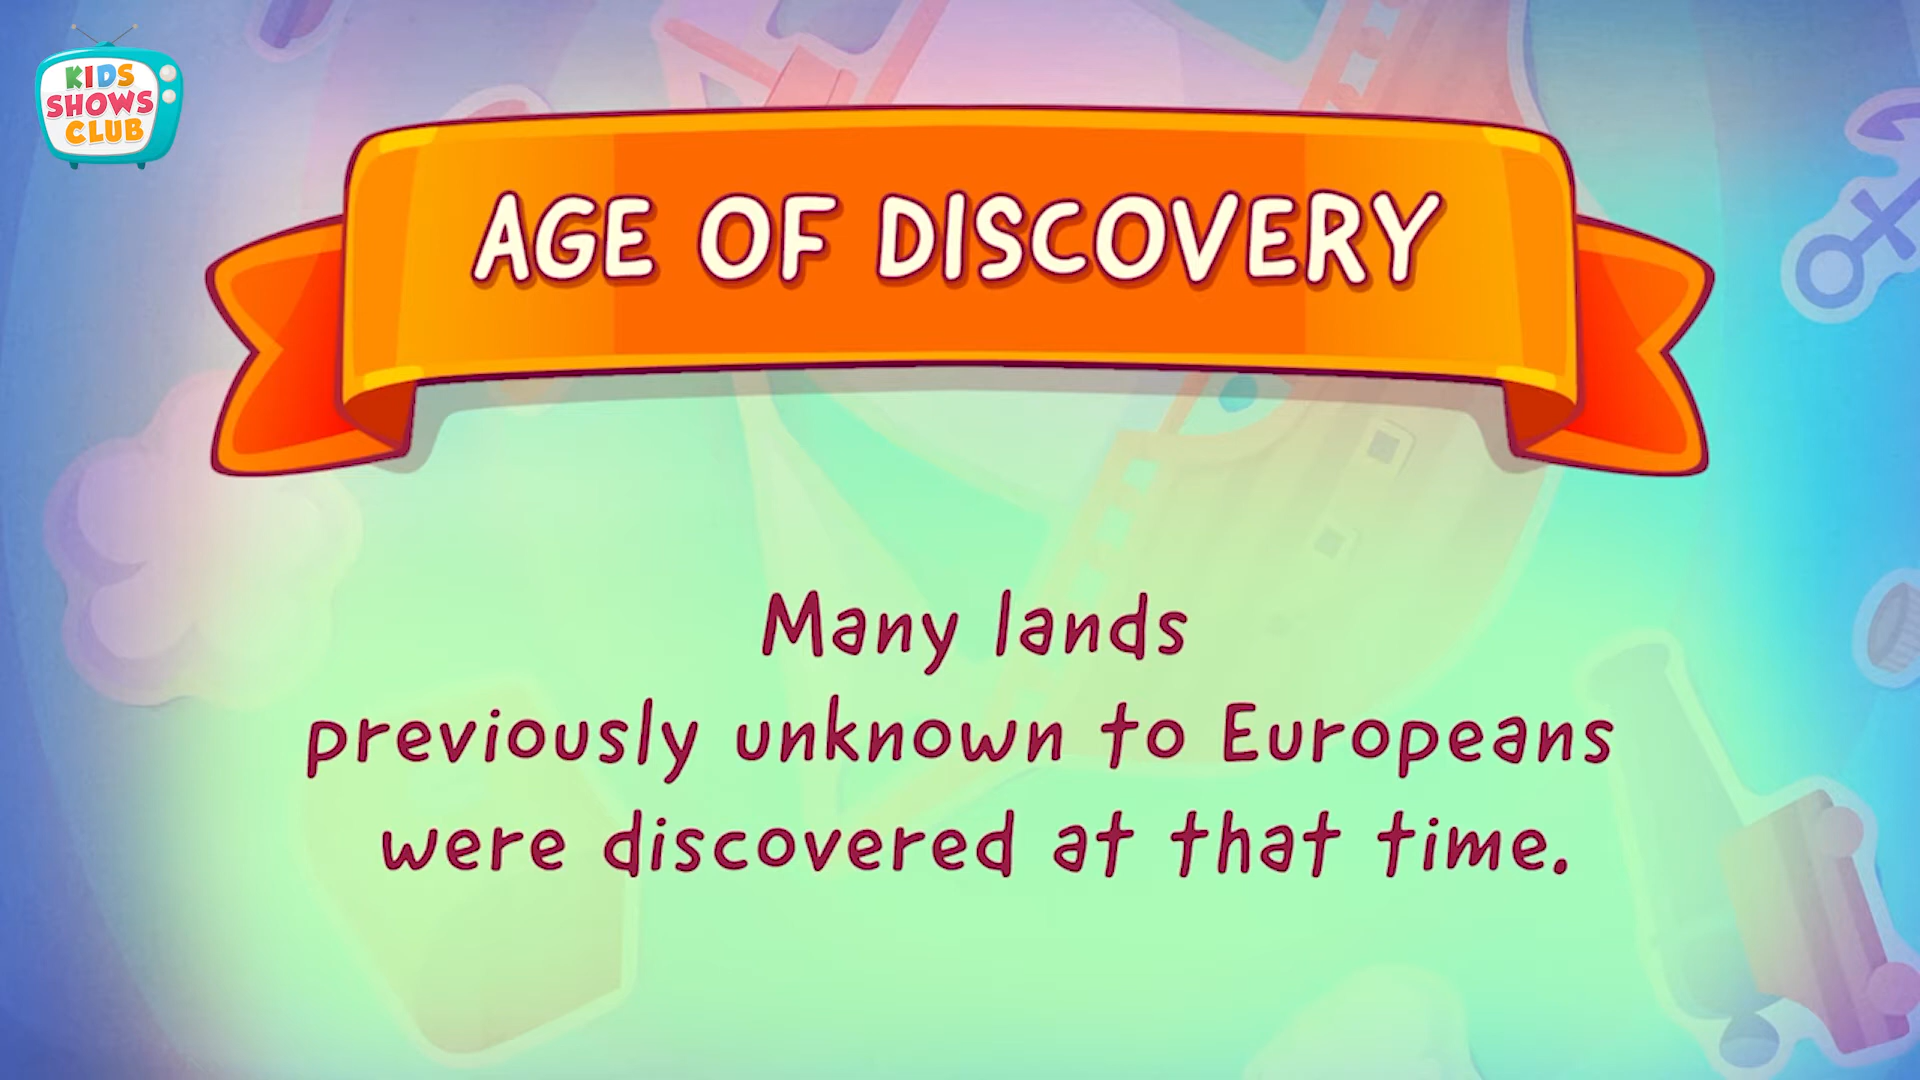 KIDS
SHOWS
CLUB
AGE OF DISCOVERY
Many lands
previously unknown to Europeans
were discovered at that time.